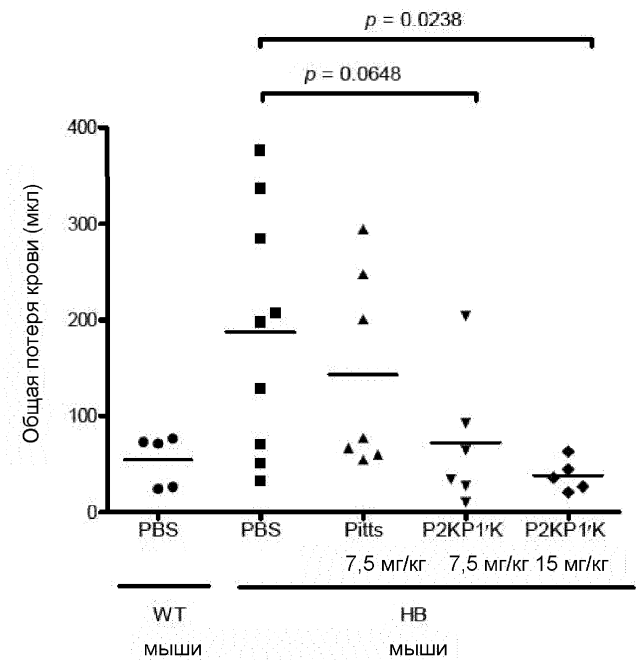 p = 0.0238
p = 0.0648
Общая потеря крови (мкл)
400
300
200
100
0
PBS PBS Pitts P2KP1'K P2KP1'K
7,5 мг/кг 7,5 мг/кг 15 мг/кг
WT HB
мыши мыши